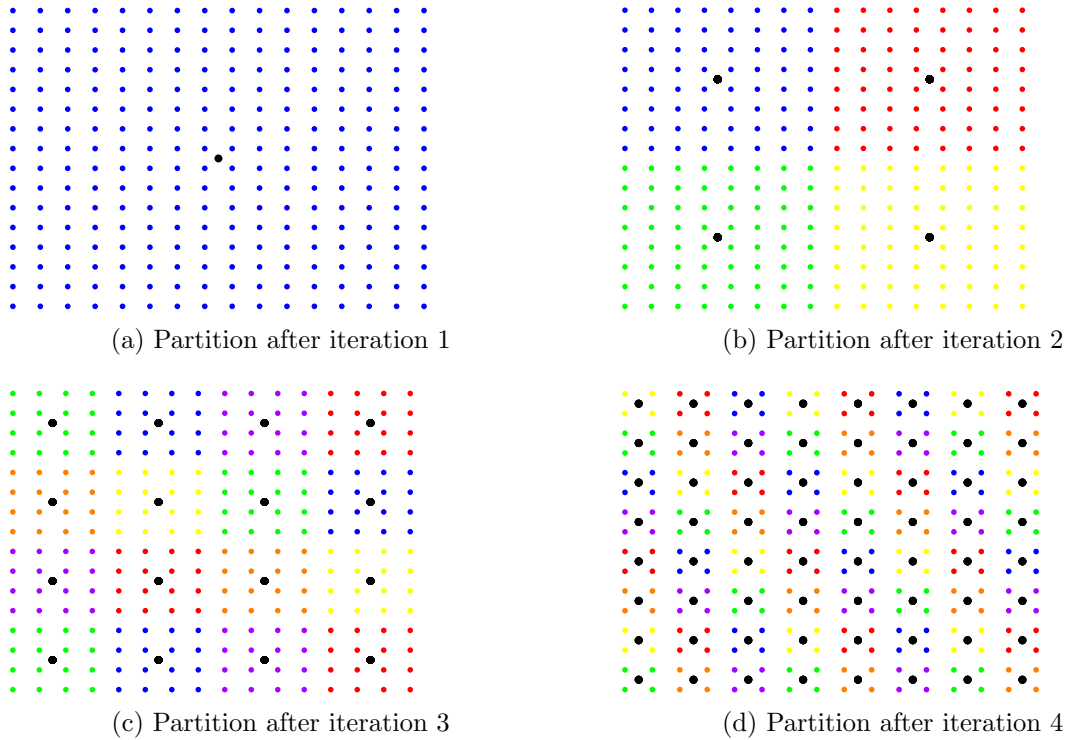 (a) Partition after iteration 1
(b) Partition after iteration 2
(c) Partition after iteration 3
(d) Partition after iteration 4